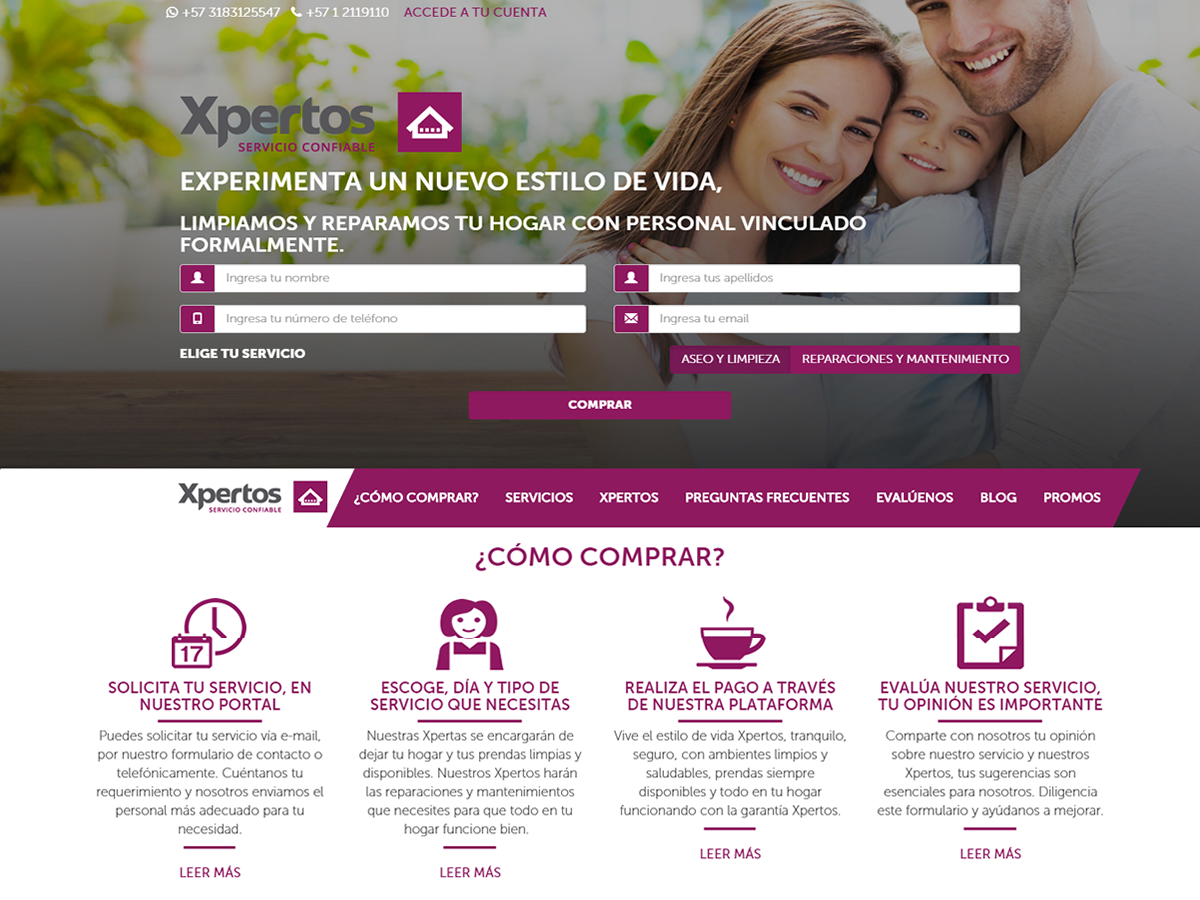 +57 3183125547 +57 1 2119110 ACCEDE A TU CUENTA
Xpertos
SERVICIO CONFIABLE
EXPERIMENTA UN NUEVO ESTILO DE VIDA,
LIMPIAMOS Y REPARAMOS TU HOGAR CON PERSONAL VINCULADO
FORMALMENTE.
Ingresa tu nombre
Ingresa tus apellidos
Ingresa tu número de teléfono
Ingresa tu email
ELIGE TU SERVICIO
ASEO Y LIMPIEZA
REPARACIONES Y MANTENIMIENTO
COMPRAR
Xpertos
SERVICIO CONFIABLE
¿CÓMO COMPRAR? SERVICIOS XPERTOS PREGUNTAS FRECUENTES EVALÚENOS BLOG PROMOS
¿CÓMO COMPRAR?
17
SOLICITA TU SERVICIO, EN
NUESTRO PORTAL
Puedes solicitar tu servicio vía e-mail,
por nuestro formulario de contacto o
telefónicamente. Cuéntanos tu
requerimiento y nosotros enviamos el
personal más adecuado para tu
necesidad.
LEER MÁS
ESCOGE, DÍA Y TIPO DE
SERVICIO QUE NECESITAS
Nuestras Xpertas se encargarán de
dejar tu hogar y tus prendas limpias y
disponibles. Nuestros Xpertos harán
las reparaciones y mantenimientos
que necesites para que todo en tu
hogar funcione bien.
LEER MÁS
REALIZA EL PAGO A TRAVÉS
DE NUESTRA PLATAFORMA
Vive el estilo de vida Xpertos, tranquilo,
seguro, con ambientes limpios y
saludables, prendas siempre
disponibles y todo en tu hogar
funcionando con la garantía Xpertos.
LEER MÁS
EVALÚA NUESTRO SERVICIO,
TU OPINIÓN ES IMPORTANTE
Comparte con nosotros tu opinión
sobre nuestro servicio y nuestros
Xpertos, tus sugerencias son
esenciales para nosotros. Diligencia
este formulario y ayúdanos a mejorar.
LEER MÁS